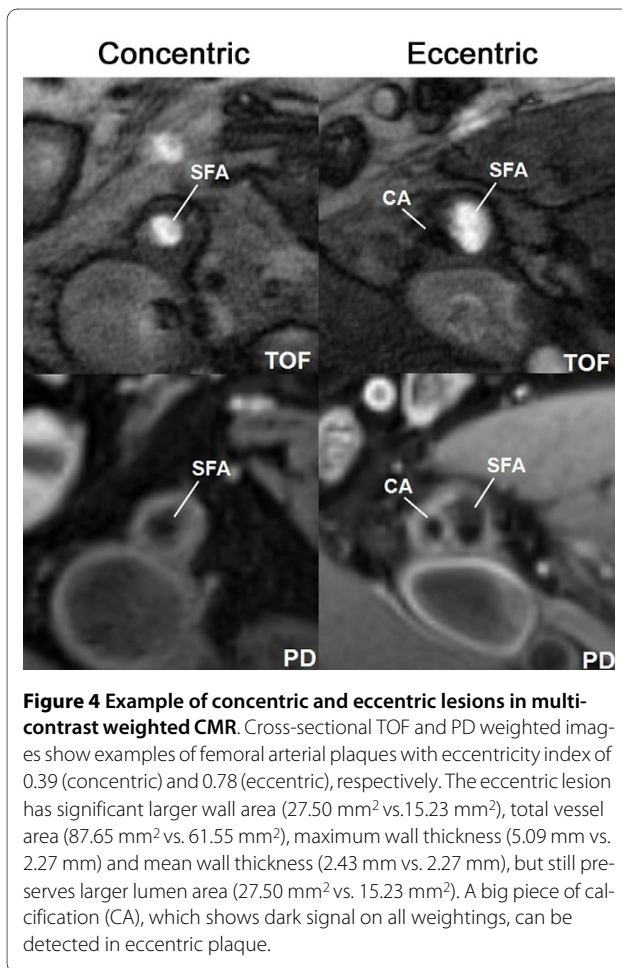 Concentric Eccentric
SFA
CA SFA
TOF TOF
SFA
CA SFA
PD PD
Figure 4 Example of concentric and eccentric lesions in multi-
contrast weighted CMR. Cross-sectional TOF and PD weighted imag-
es show examples of femoral arterial plaques with eccentricity index of
0.39 (concentric) and 0.78 (eccentric), respectively. The eccentric lesion
has significant larger wall area (27.50 mm² vs.15.23 mm²), total vessel
area (87.65 mm² vs. 61.55 mm²), maximum wall thickness (5.09 mm vs.
2.27 mm) and mean wall thickness (2.43 mm vs. 2.27 mm), but still pre-
serves larger lumen area (27.50 mm² vs. 15.23 mm²). A big piece of cal-
cification (CA), which shows dark signal on all weightings, can be
detected in eccentric plaque.